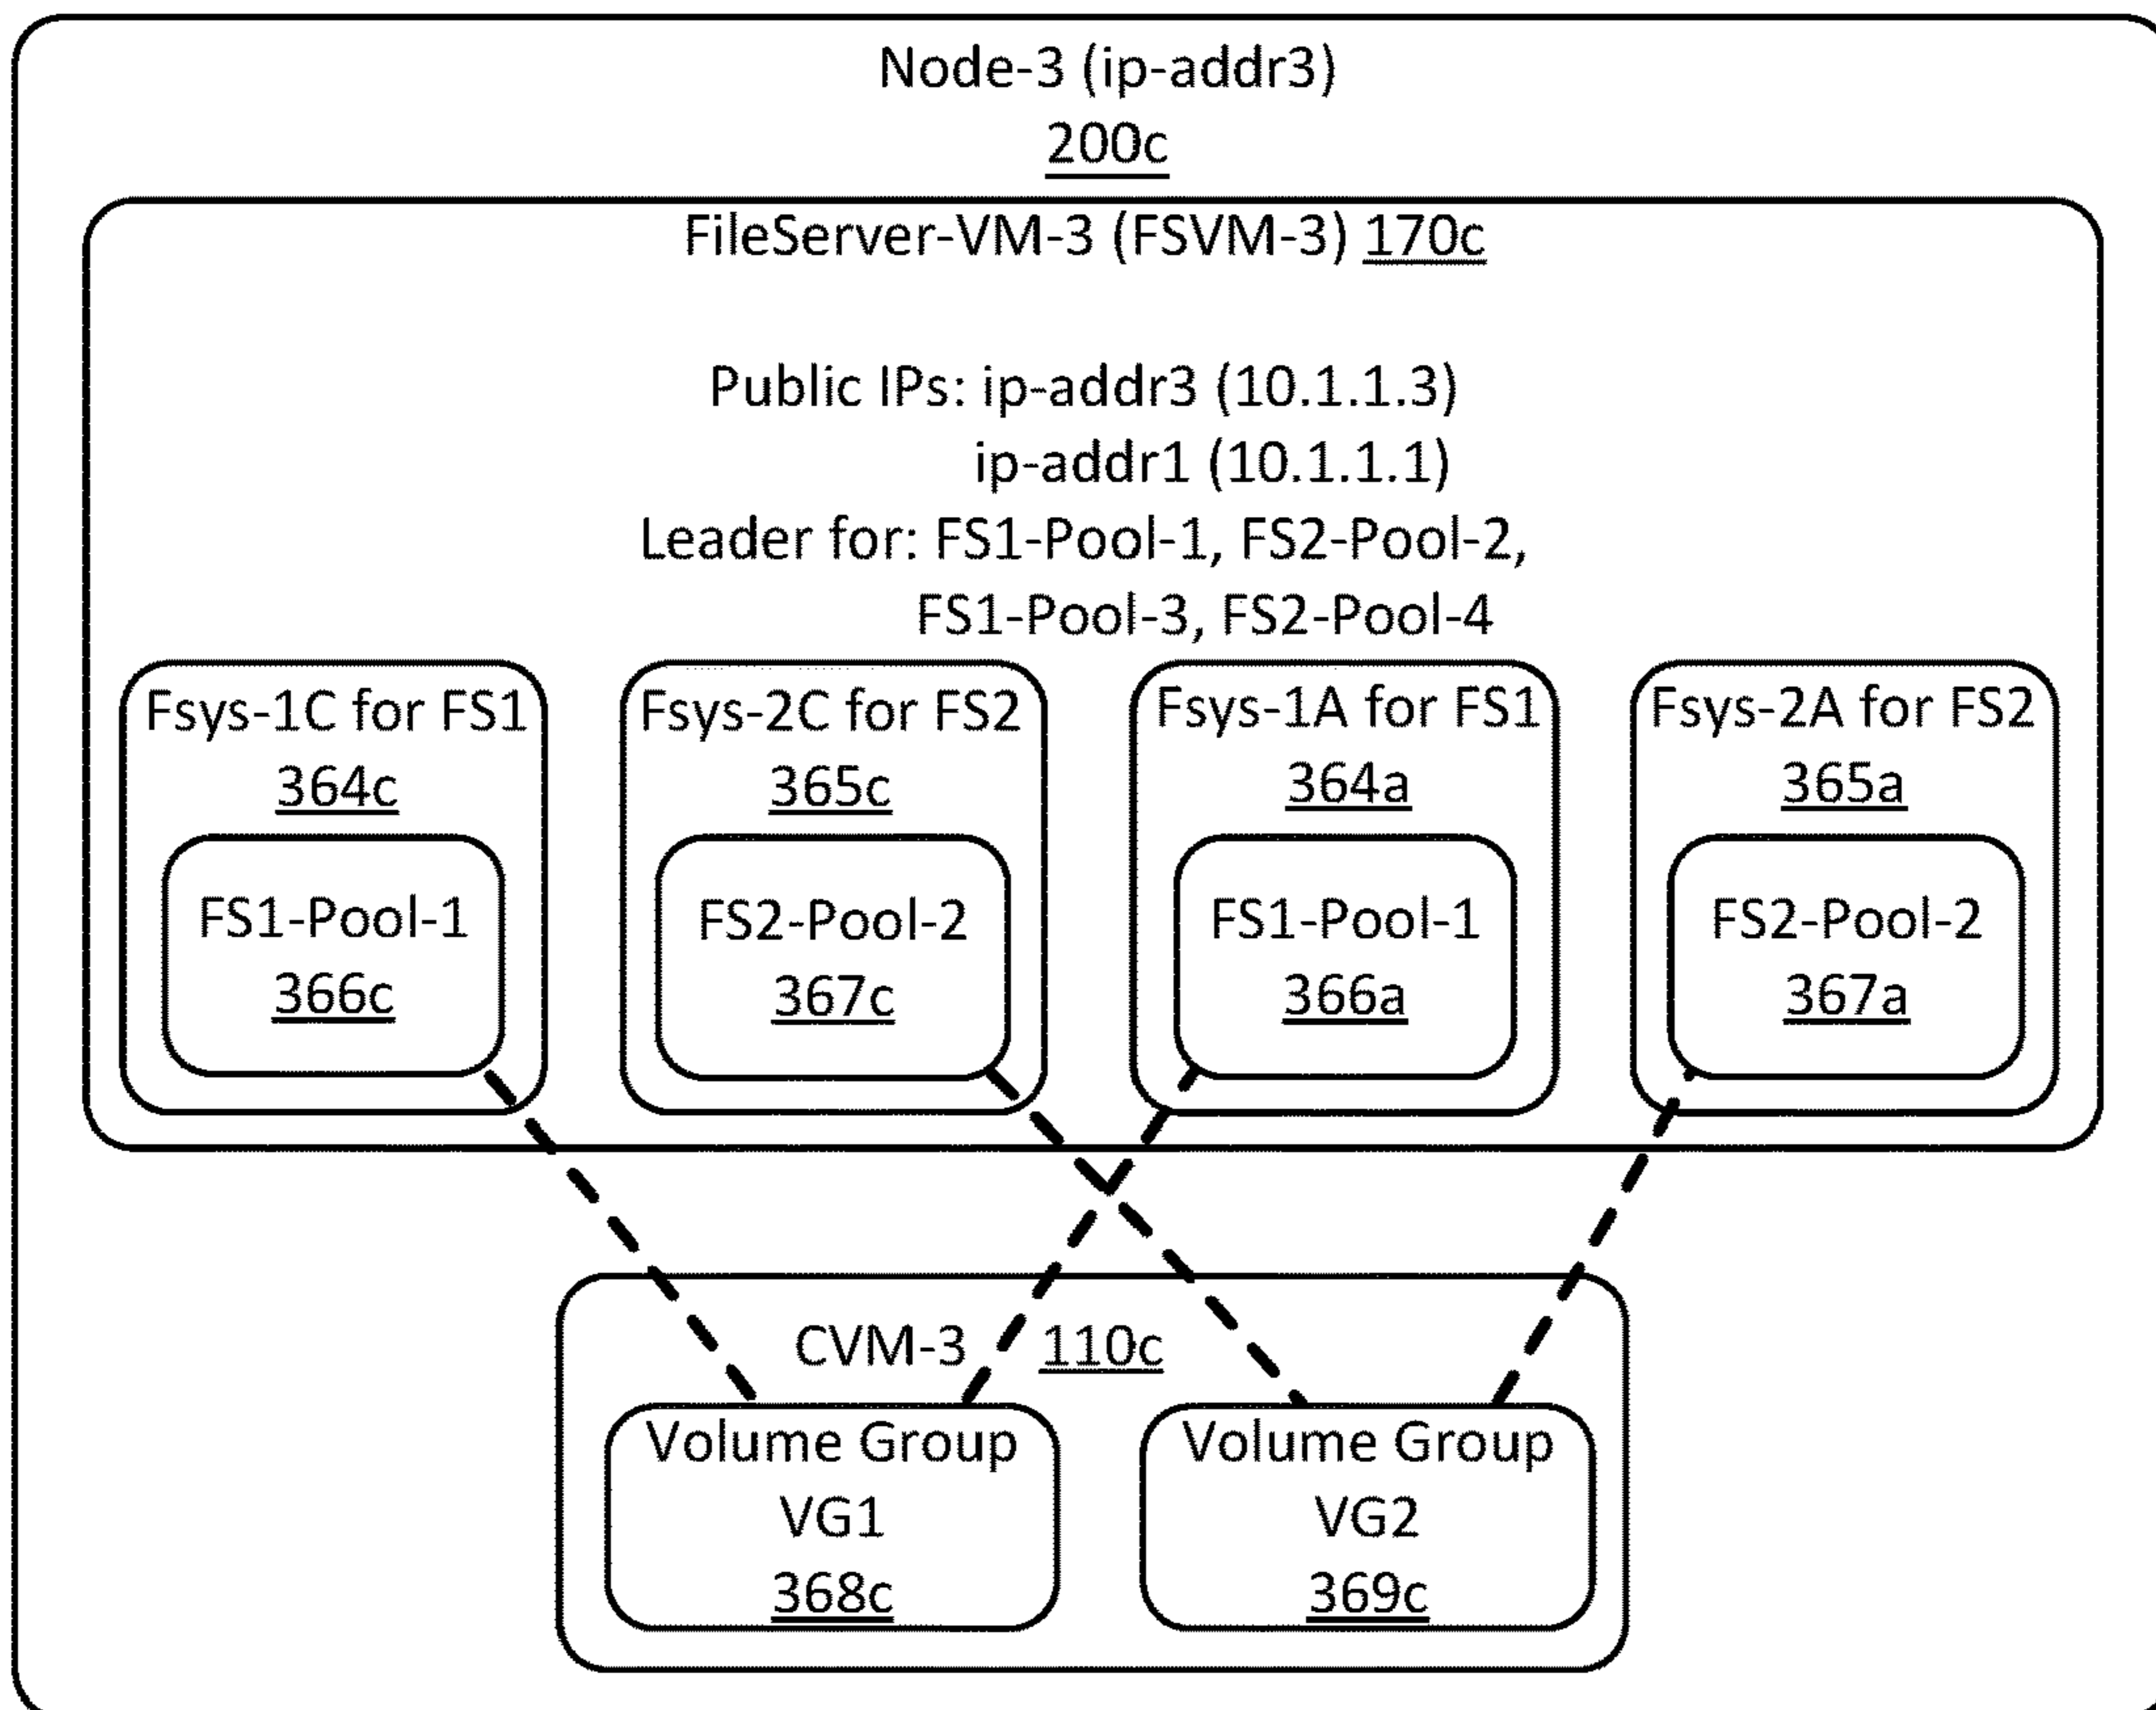 Node-3 (ip-addr3)
200c
FileServer-VM-3 (FSVM-3) 170c
Public IPs: ip-addr3 (10.1.1.3)
ip-addr1 (10.1.1.1)
Leader for: FS1-Pool-1, FS2-Pool-2,
FS1-Pool-3, FS2-Pool-4
Fsys-1C for FS1
364c
FS1-Pool-1
366c
Fsys-2C for FS2
365c
FS2-Pool-2
367c
Fsys-1A for FS1
364a
FS1-Pool-1
366a
Fsys-2A for FS2
365a
FS2-Pool-2
367a
CVM-3 110c
Volume Group
VG1
368c
Volume Group
VG2
369c